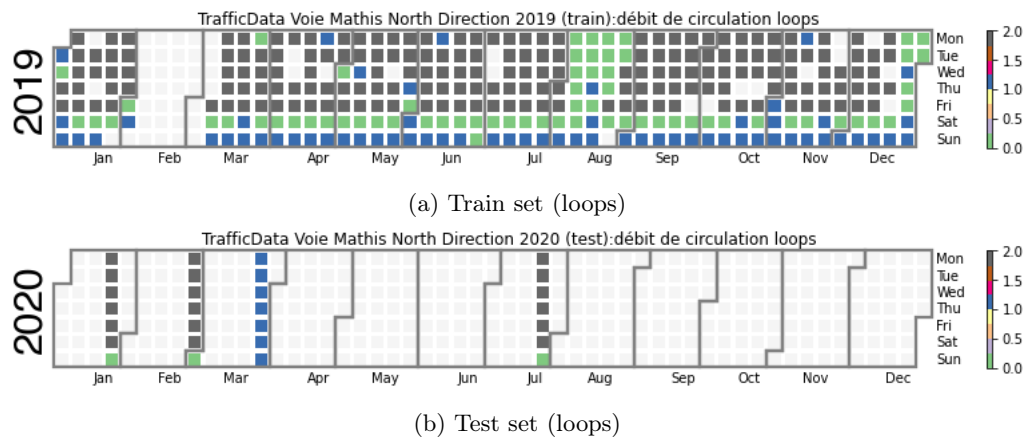 TrafficData Voie Mathis North Direction 2019 (train):débit de circulation loops
2019
Mon
Tue
Wed
Thu
Fri
Sat
Sun
Jan Feb Mar Apr May Jun Jul Aug Sep Oct Nov Dec
2.0
1.5
1.0
0.5
0.0
(a) Train set (loops)
TrafficData Voie Mathis North Direction 2020 (test):débit de circulation loops
2020
Mon
Tue
Wed
Thu
Fri
Sat
Sun
Jan Feb Mar Apr May Jun Jul Aug Sep Oct Nov Dec
2.0
1.5
1.0
0.5
0.0
(b) Test set (loops)